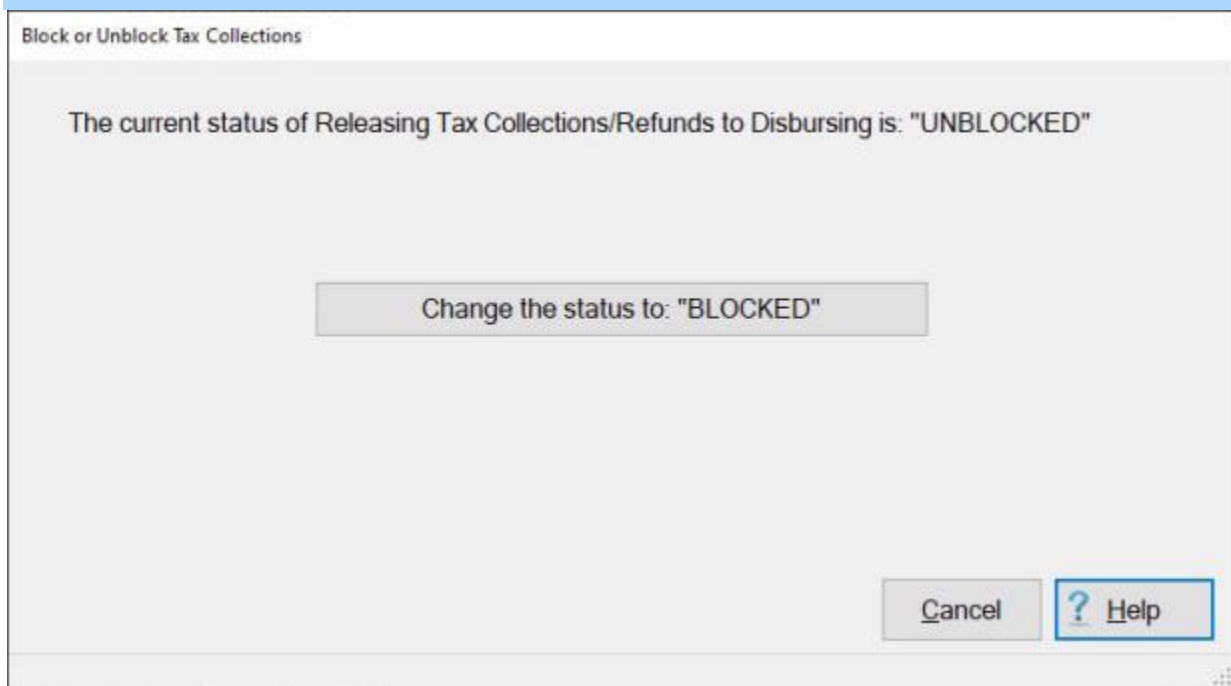 Block or Unblock Tax Collections
The current status of Releasing Tax Collections/Refunds to Disbursing is: "UNBLOCKED"
Change the status to: "BLOCKED"
Cancel
? Help